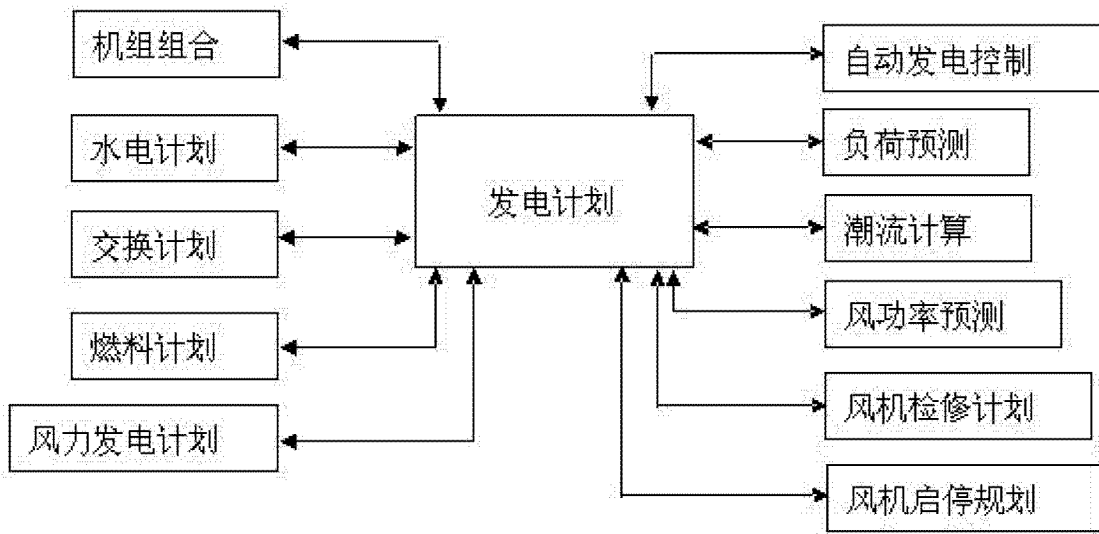 机组组合
水电计划
交换计划
燃料计划
风力发电计划
发电计划
自动发电控制
负荷预测
潮流计算
风功率预测
风机检修计划
风机启停规划